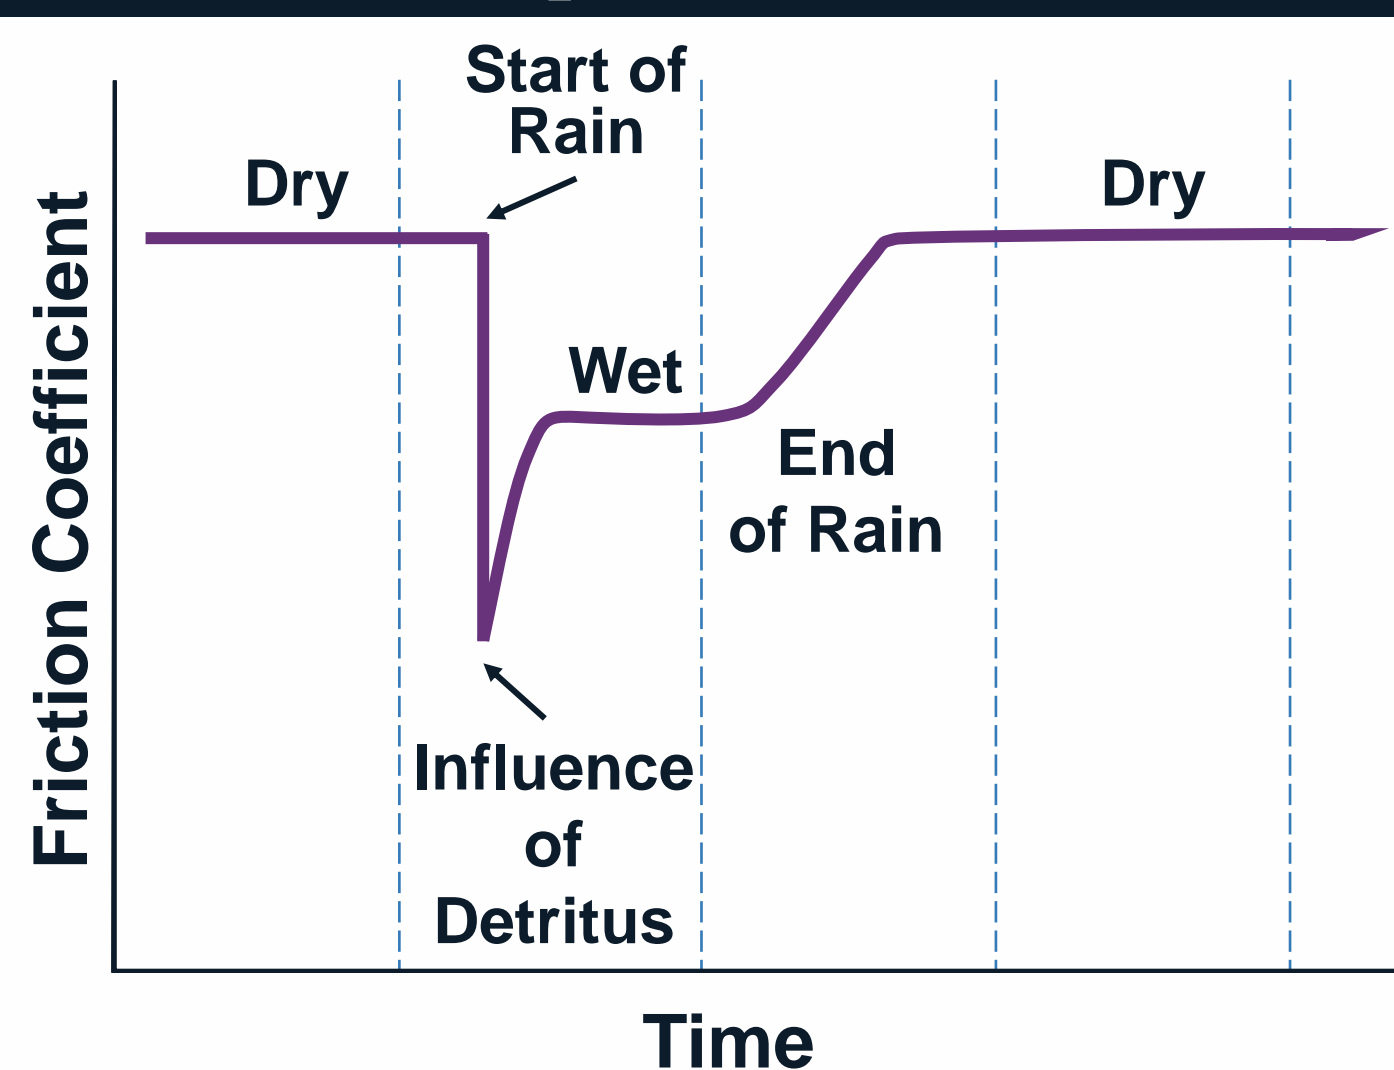 Start of
Rain
Dry
Dry
Wet
End
of Rain
Influence
of
Detritus
Friction Coefficient
Time